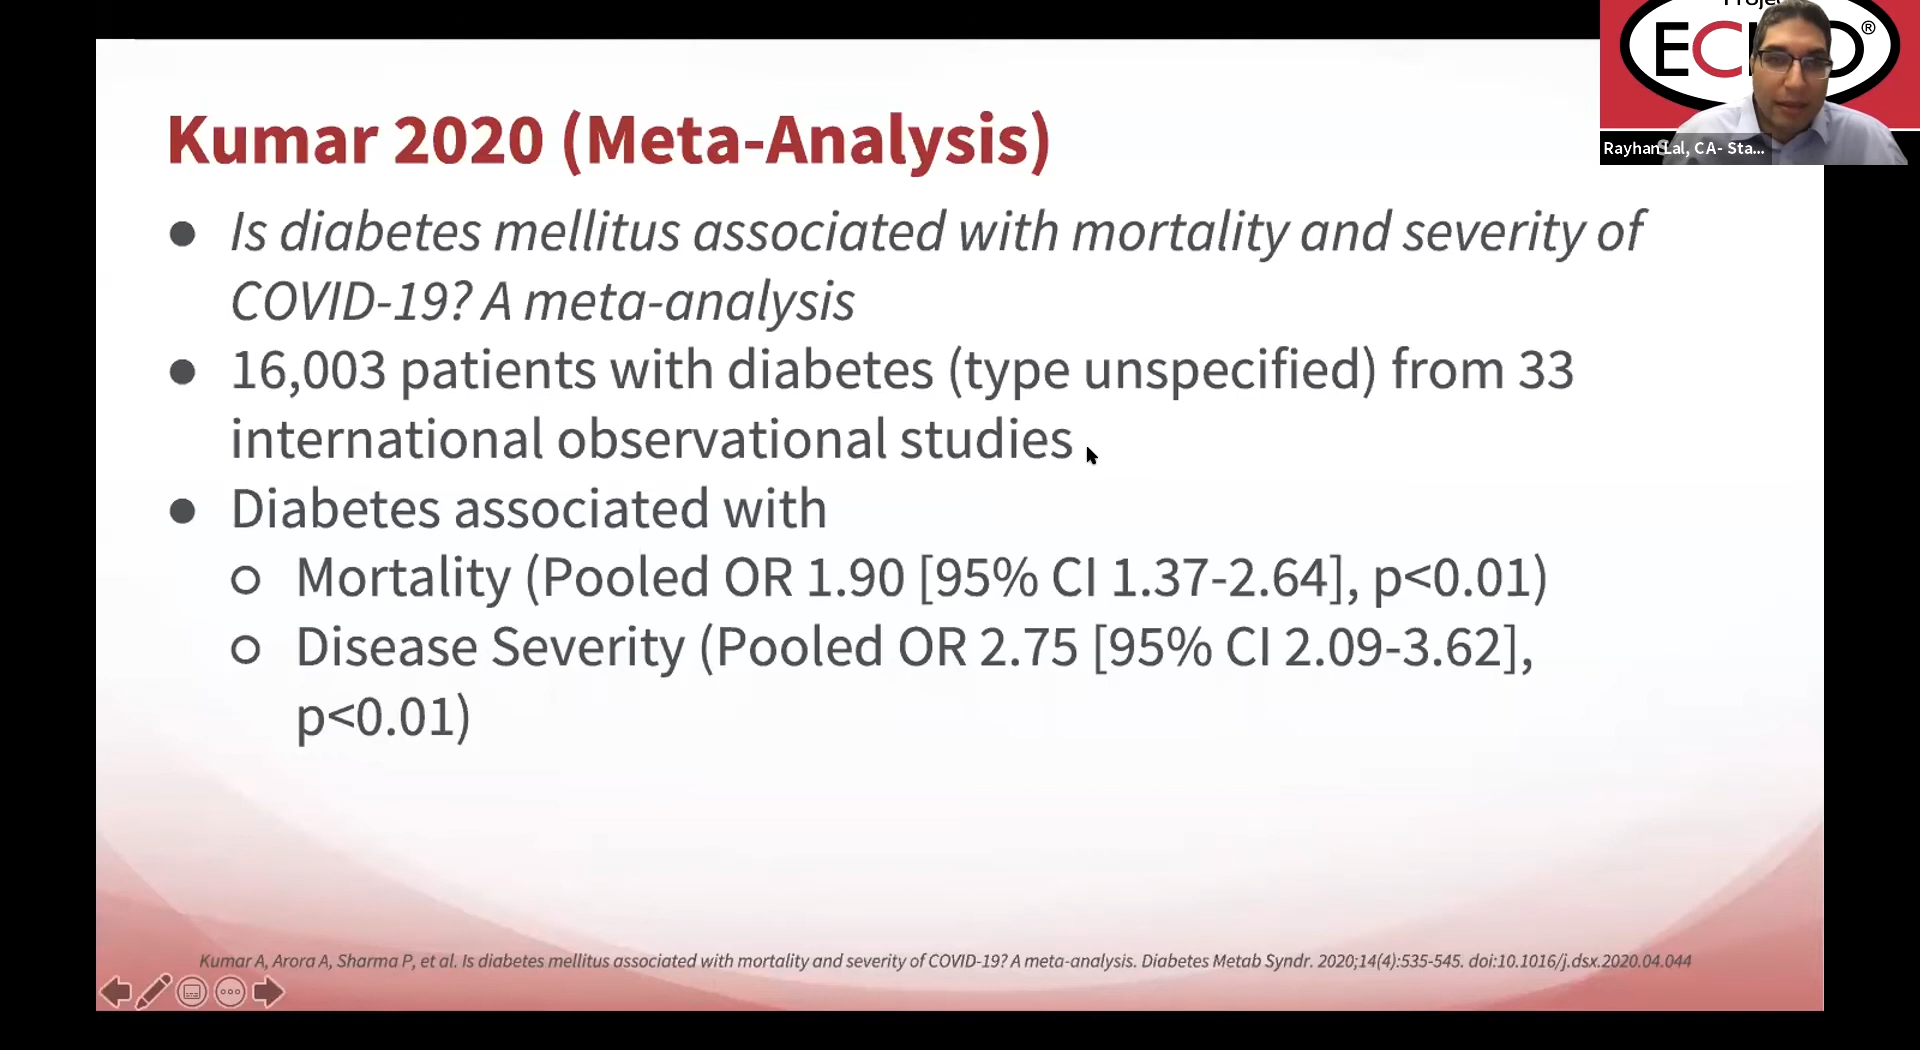 Kumar 2020 (Meta-Analysis)
● Is diabetes mellitus associated with mortality and severity of
COVID-19? A meta-analysis
● 16,003 patients with diabetes (type unspecified) from 33
international observational studies
● Diabetes associated with
○ Mortality (Pooled OR 1.90 [95% CI 1.37-2.64], p<0.01)
○ Disease Severity (Pooled OR 2.75 [95% CI 2.09-3.62],
p<0.01)
Kumar A, Arora A, Sharma P, et al. Is diabetes mellitus associated with mortality and severity of COVID-19? A meta-analysis. Diabetes Metab Syndr. 2020;14(4):535-545. doi:10.1016/j.dsx.2020.04.044
Rayhan Lal, CA- Sta...